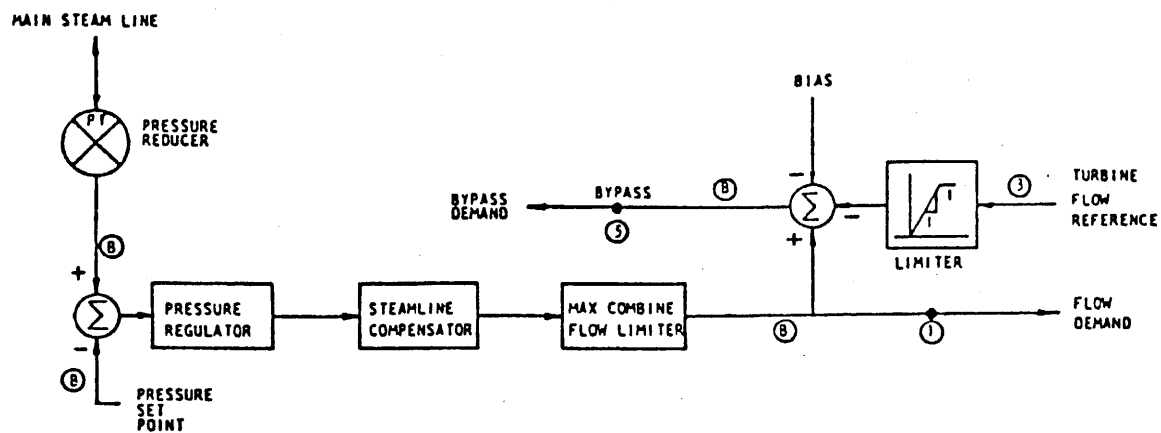 MAIN STEAM LINE
PT
PRESSURE
REDUCER
BIAS
BYPASS
DEMAND
BYPASS
B
5
Σ
3
TURBINE
FLOW
REFERENCE
LIMITER
1
1
B
+
-
Σ
PRESSURE
REGULATOR
STEAMLINE
COMPENSATOR
MAX COMBINE
FLOW LIMITER
-
-
+
B
1
FLOW
DEMAND
B
PRESSURE
SET
POINT